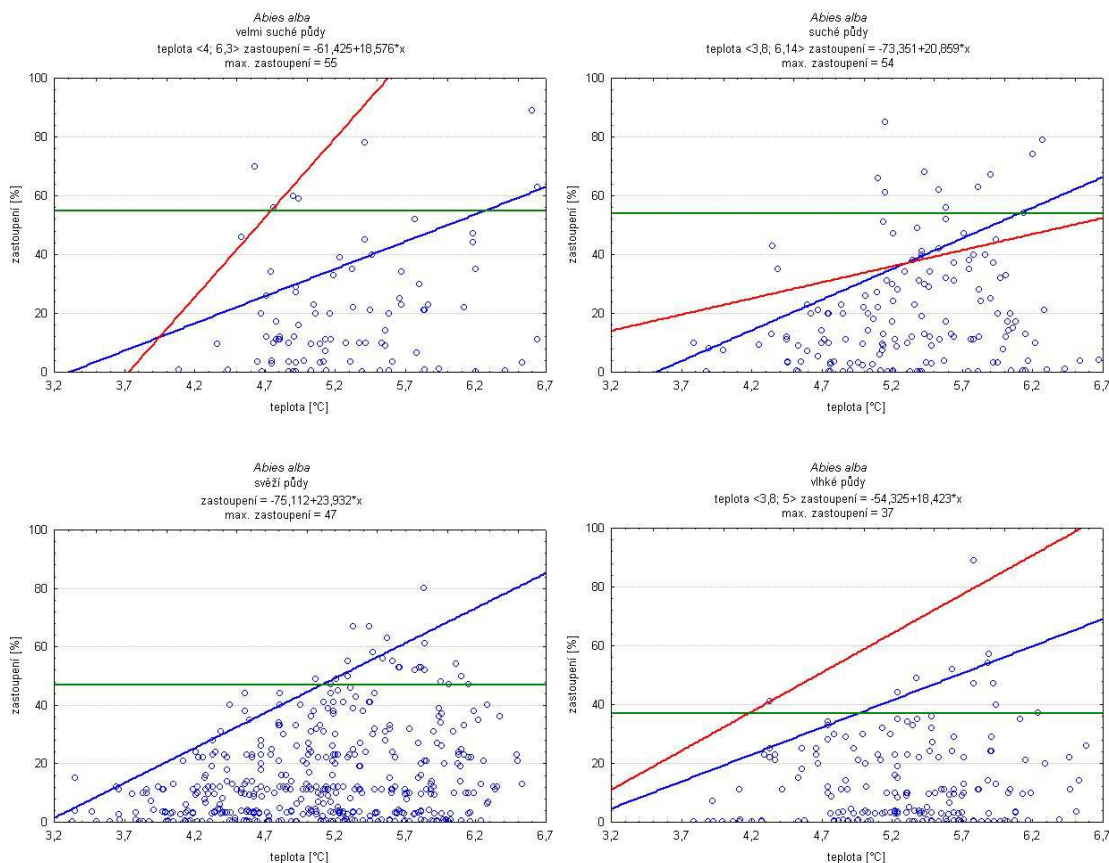 Abies alba
velmi suché půdy
teplota <4; 6,3> zastoupení = -61,425+18,576*x
max. zastoupení = 55
100
80
60
40
20
0
zastoupení [%]
3,2 3,7 4,2 4,7 5,2 5,7 6,2 6,7
teplota [°C]
Abies alba
suché půdy
teplota <3,8; 6,14> zastoupení = -73,351+20,859*x
max. zastoupení = 54
100
80
60
40
20
0
zastoupení [%]
3,2 3,7 4,2 4,7 5,2 5,7 6,2 6,7
teplota [°C]
Abies alba
svěží půdy
zastoupení = -75,112+23,932*x
max. zastoupení = 47
100
80
60
40
20
0
zastoupení [%]
3,2 3,7 4,2 4,7 5,2 5,7 6,2 6,7
teplota [°C]
Abies alba
vlhké půdy
teplota <3,8; 5> zastoupení = -54,325+18,423*x
max. zastoupení = 37
100
80
60
40
20
0
zastoupení [%]
3,2 3,7 4,2 4,7 5,2 5,7 6,2 6,7
teplota [°C]